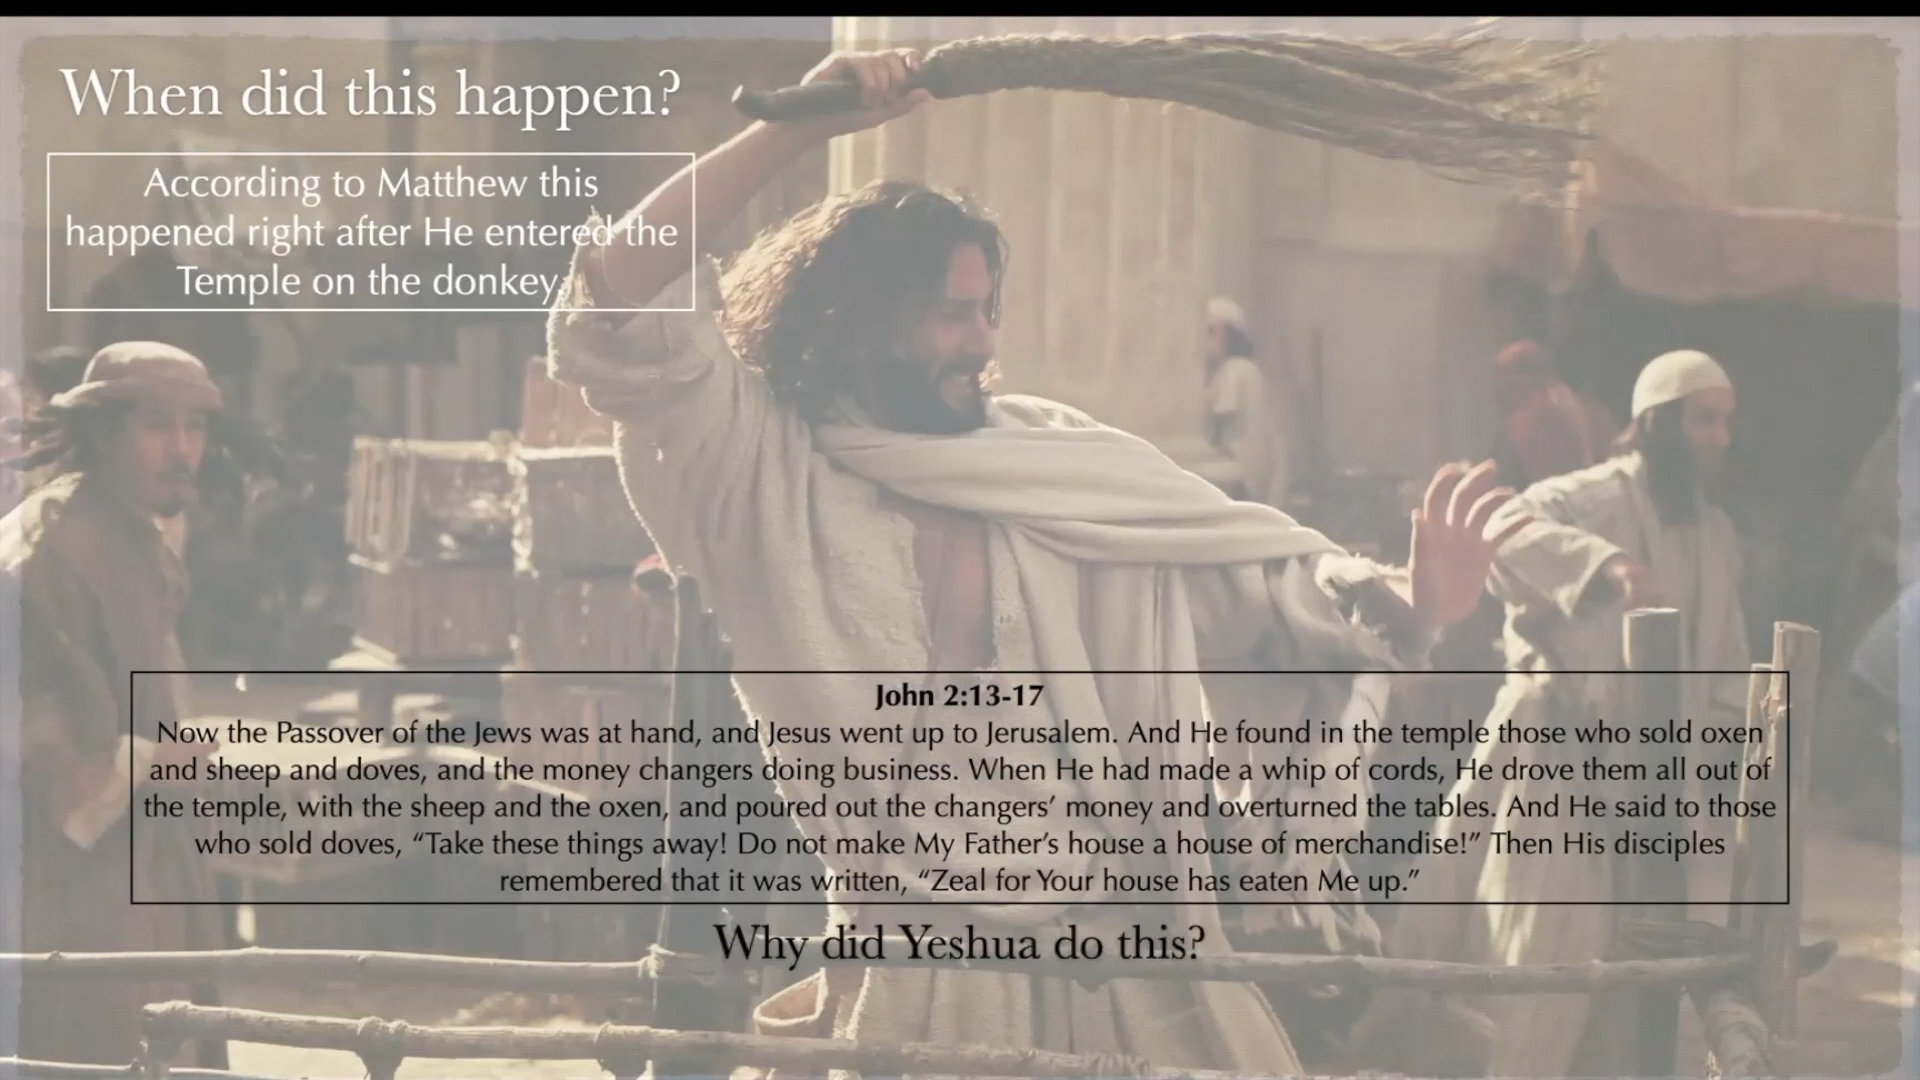 When did this happen?
According to Matthew this
happened right after He entered the
Temple on the donkey.
John 2:13-17
Now the Passover of the Jews was at hand, and Jesus went up to Jerusalem. And He found in the temple those who sold oxen
and sheep and doves, and the money changers doing business. When He had made a whip of cords, He drove them all out of
the temple, with the sheep and the oxen, and poured out the changers’ money and overturned the tables. And He said to those
who sold doves, “Take these things away! Do not make My Father’s house a house of merchandise!” Then His disciples
remembered that it was written, “Zeal for Your house has eaten Me up.”
Why did Yeshua do this?